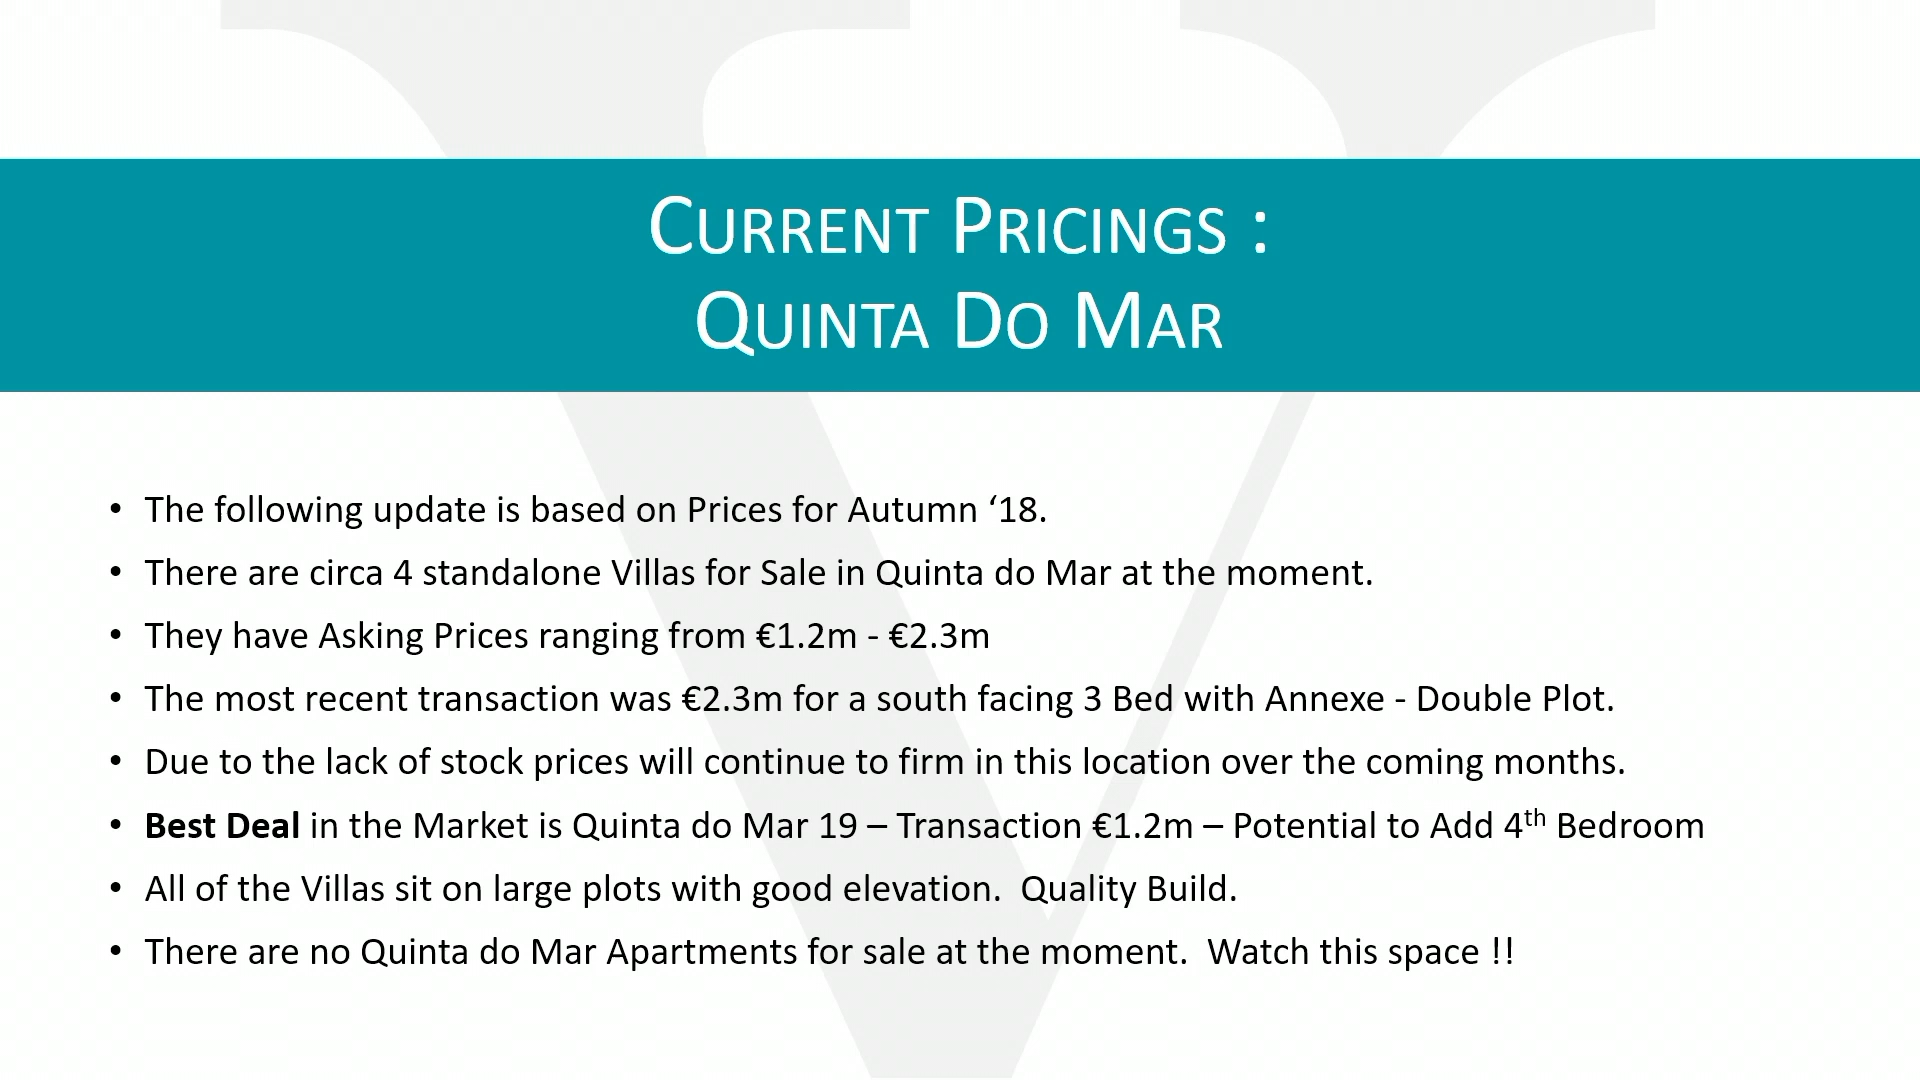 Current Pricings :
Quinta Do Mar
• The following update is based on Prices for Autumn ‘18.
• There are circa 4 standalone Villas for Sale in Quinta do Mar at the moment.
• They have Asking Prices ranging from €1.2m - €2.3m
• The most recent transaction was €2.3m for a south facing 3 Bed with Annexe - Double Plot.
• Due to the lack of stock prices will continue to firm in this location over the coming months.
• Best Deal in the Market is Quinta do Mar 19 – Transaction €1.2m – Potential to Add 4th Bedroom
• All of the Villas sit on large plots with good elevation.  Quality Build.
• There are no Quinta do Mar Apartments for sale at the moment.  Watch this space !!